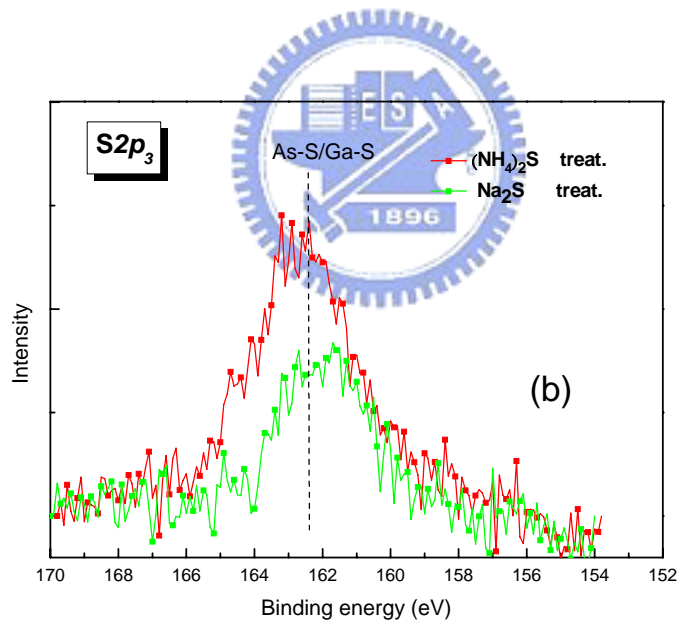 S2p3
As-S/Ga-S
(NH4)2S treat.
Na2S treat.
E S A
1896
Intensity
(b)
170 168 166 164 162 160 158 156 154 152
Binding energy (eV)